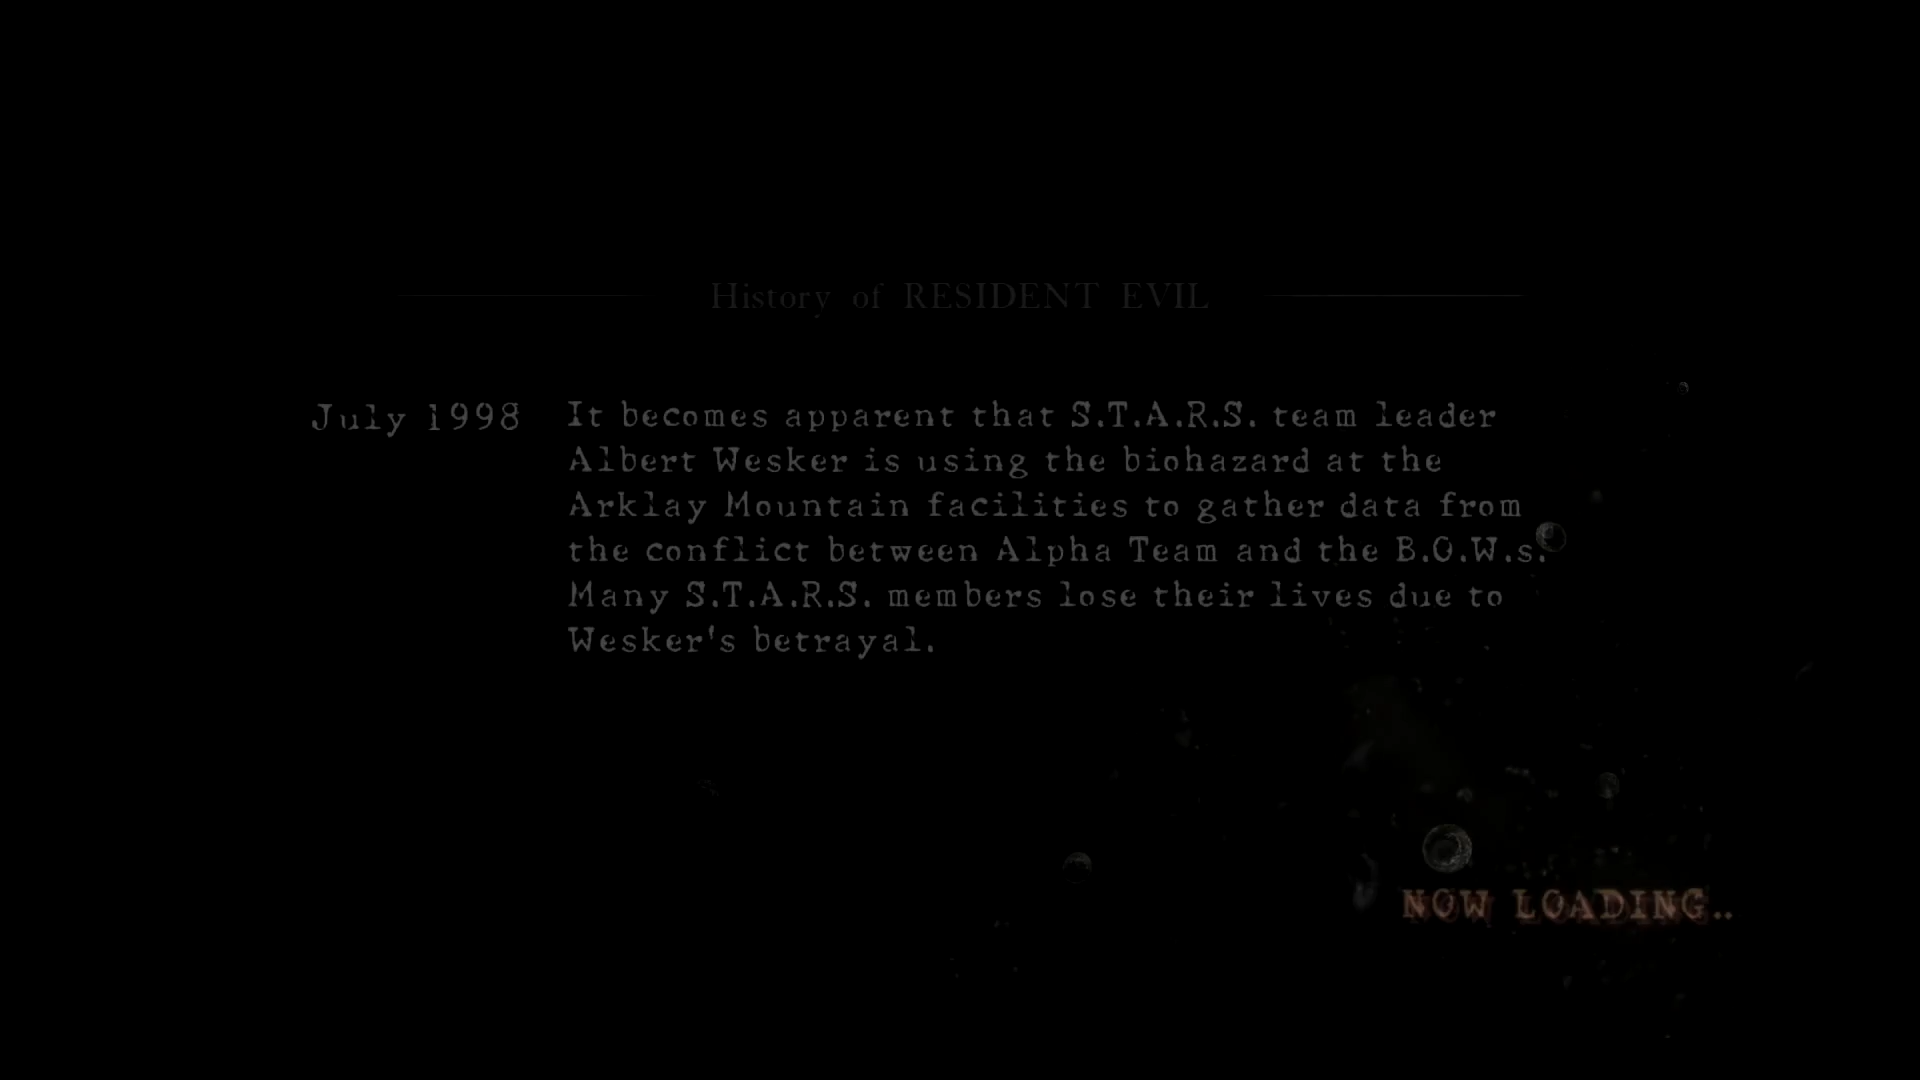 History of RESIDENT EVIL
July 1998
It becomes apparent that S.T.A.R.S. team leader
Albert Wesker is using the biohazard at the
Arklay Mountain facilities to gather data from
the conflict between Alpha Team and the B.O.W.s.
Many S.T.A.R.S. members lose their lives due to
Wesker's betrayal.
NOW LOADING..